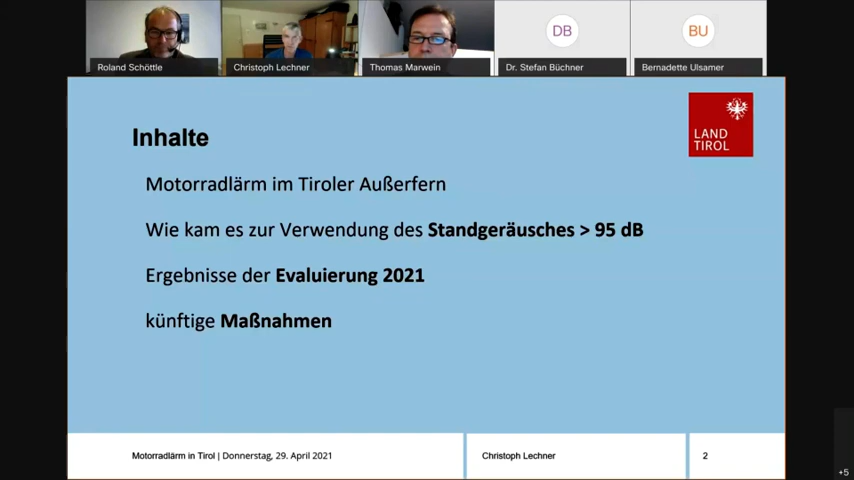 Roland Schöttle
Christoph Lechner
Thomas Marwein
DB
Dr. Stefan Büchner
BU
Bernadette Ulsamer
LAND
TIROL
Inhalte
Motorradlärm im Tiroler Außerfern
Wie kam es zur Verwendung des Standgeräusches > 95 dB
Ergebnisse der Evaluierung 2021
künftige Maßnahmen
Motorradlärm in Tirol | Donnerstag, 29. April 2021
Christoph Lechner
2
+5